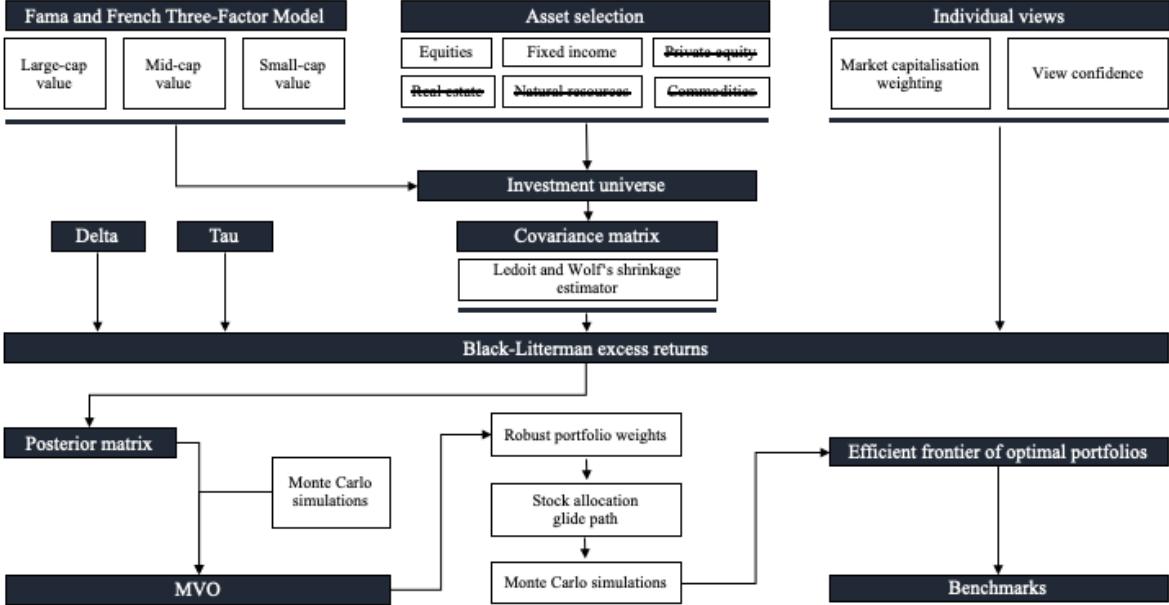 Fama and French Three-Factor Model
Large-cap
value
Mid-cap
value
Small-cap
value
Asset selection
Equities
Fixed income
Private equity
Real estate
Natural resources
Commodities
Individual views
Market capitalisation
weighting
View confidence
Investment universe
Delta
Tau
Covariance matrix
Ledoit and Wolf's shrinkage
estimator
Black-Litterman excess returns
Posterior matrix
Monte Carlo
simulations
MVO
Robust portfolio weights
Stock allocation
glide path
Monte Carlo simulations
Efficient frontier of optimal portfolios
Benchmarks